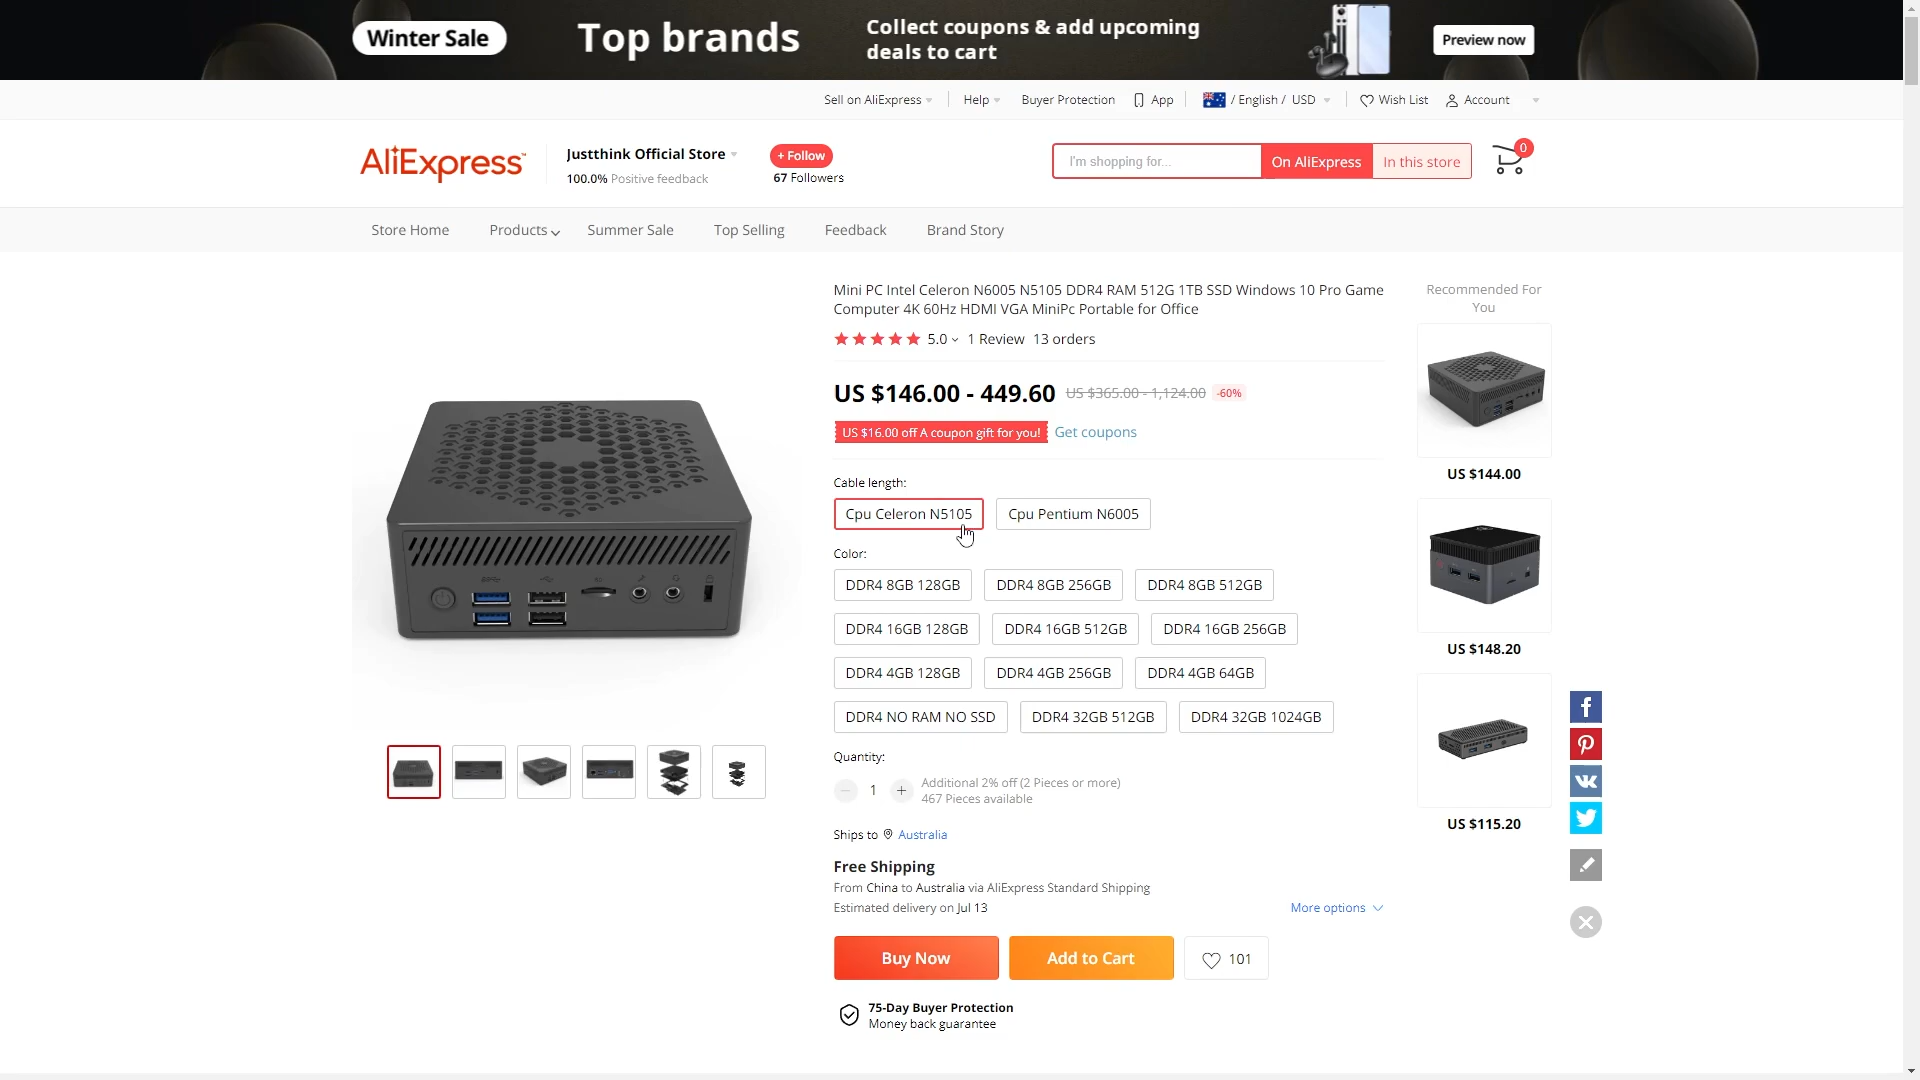 Winter Sale
Top brands
Collect coupons & add upcoming
deals to cart
Preview now
Sell on AliExpress
Help
Buyer Protection
App
/ English / USD
Wish List
Account
AliExpress
Justthink Official Store
100.0% Positive feedback
+ Follow
67 Followers
I'm shopping for...
On AliExpress
In this store
0
Store Home
Products
Summer Sale
Top Selling
Feedback
Brand Story
Mini PC Intel Celeron N6005 N5105 DDR4 RAM 512G 1TB SSD Windows 10 Pro Game
Computer 4K 60Hz HDMI VGA MiniPc Portable for Office
5.0 1 Review 13 orders
US $146.00 - 449.60 US $365.00 - 1,124.00 -60%
US $16.00 off A coupon gift for you! Get coupons
Cable length:
Cpu Celeron N5105 Cpu Pentium N6005
Color:
DDR4 8GB 128GB DDR4 8GB 256GB DDR4 8GB 512GB
DDR4 16GB 128GB DDR4 16GB 512GB DDR4 16GB 256GB
DDR4 4GB 128GB DDR4 4GB 256GB DDR4 4GB 64GB
DDR4 NO RAM NO SSD DDR4 32GB 512GB DDR4 32GB 1024GB
Quantity:
1
Additional 2% off (2 Pieces or more)
467 Pieces available
Ships to Australia
Free Shipping
From China to Australia via AliExpress Standard Shipping
Estimated delivery on Jul 13
More options
Buy Now
Add to Cart
101
75-Day Buyer Protection
Money back guarantee
Recommended For
You
US $144.00
US $148.20
US $115.20